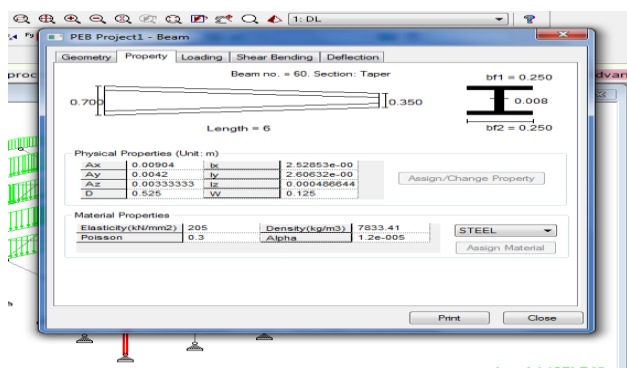 1: DL
PEB Project1 - Beam
Geometry Property Loading Shear Bending Deflection
proc
dvan
Beam no. = 60. Section: Taper
bf1 = 0.250
0.700
0.350
0.008
Length = 6
bf2 = 0.250
Physical Properties (Unit: m)
Ax 0.00904 Ix 2.52853e-00
Ay 0.0042 Iy 2.60632e-00
Az 0.00333333 Iz 0.000486644
D 0.525 W 0.125
Assign/Change Property
Material Properties
Elasticity(kN/mm2) 205 Density(kg/m3) 7833.41
Poisson 0.3 Alpha 1.2e-005
STEEL
Assign Material
Print Close